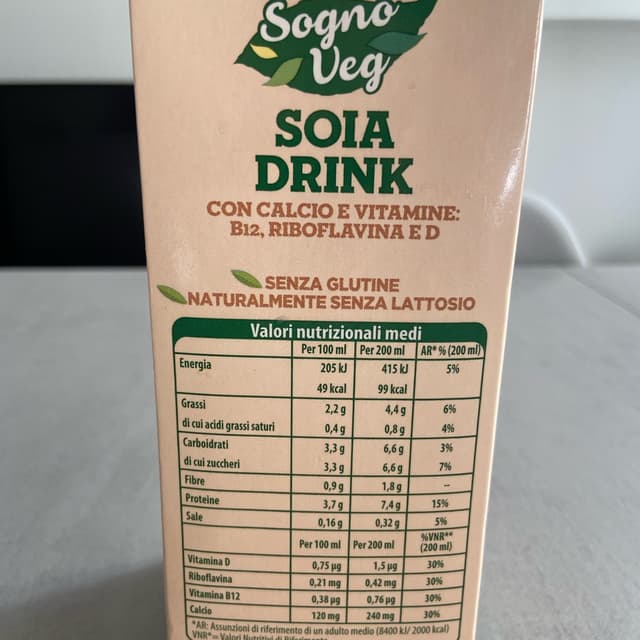 Sogno
Veg
SOIA
DRINK
CON CALCIO E VITAMINE:
B12, RIBOFLAVINA E D
SENZA GLUTINE
NATURALMENTE SENZA LATTOSIO
Valori nutrizionali medi
Per 100 ml Per 200 ml AR* % (200 ml)
Energia 205 kJ 415 kJ 5%
49 kcal 99 kcal
Grassi 2,2 g 4,4 g 6%
di cui acidi grassi saturi 0,4 g 0,8 g 4%
Carboidrati 3,3 g 6,6 g 3%
di cui zuccheri 3,3 g 6,6 g 7%
Fibre 0,9 g 1,8 g --
Proteine 3,7 g 7,4 g 15%
Sale 0,16 g 0,32 g 5%
Per 100 ml Per 200 ml %VNR** (200 ml)
Vitamina D 0,75 µg 1,5 µg 30%
Riboflavina 0,21 mg 0,42 mg 30%
Vitamina B12 0,38 µg 0,76 µg 30%
Calcio 120 mg 240 mg 30%
*AR: Assunzioni di riferimento di un adulto medio (8400 kJ/ 2000 kcal)
VNR*= Valori Nutritivi di Riferimento